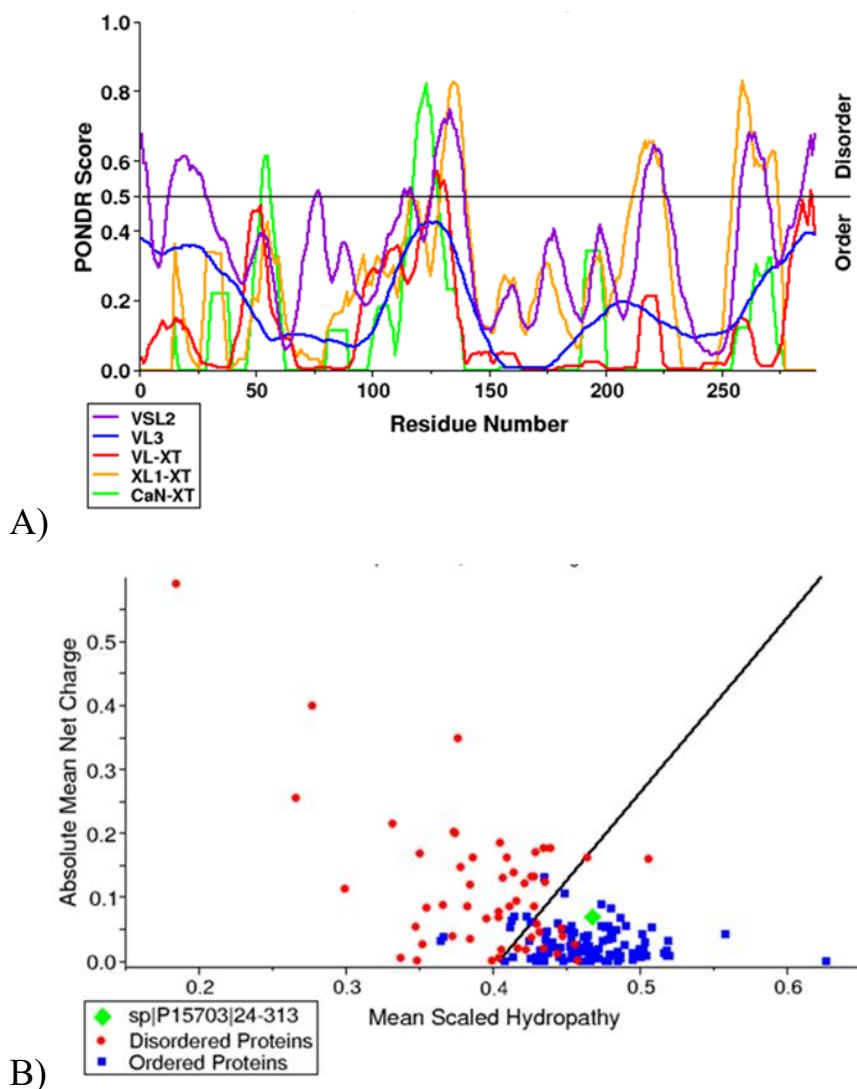 1.0
0.8
0.6
0.5
0.4
0.2
0.0
PONDR Score
Disorder
Order
0 50 100 150 200 250
Residue Number
VSL2
VL3
VL-XT
XL1-XT
CaN-XT
A)
0.5
0.4
0.3
0.2
0.1
0.0
Absolute Mean Net Charge
0.2 0.3 0.4 0.5 0.6
Mean Scaled Hydropathy
sp|P15703|24-313
Disordered Proteins
Ordered Proteins
B)